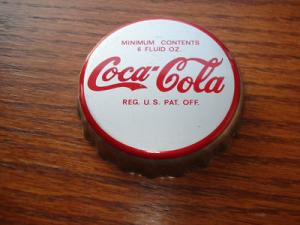 MINIMUM CONTENTS
6 FLUID OZ.
Coca-Cola
REG. U.S. PAT. OFF.